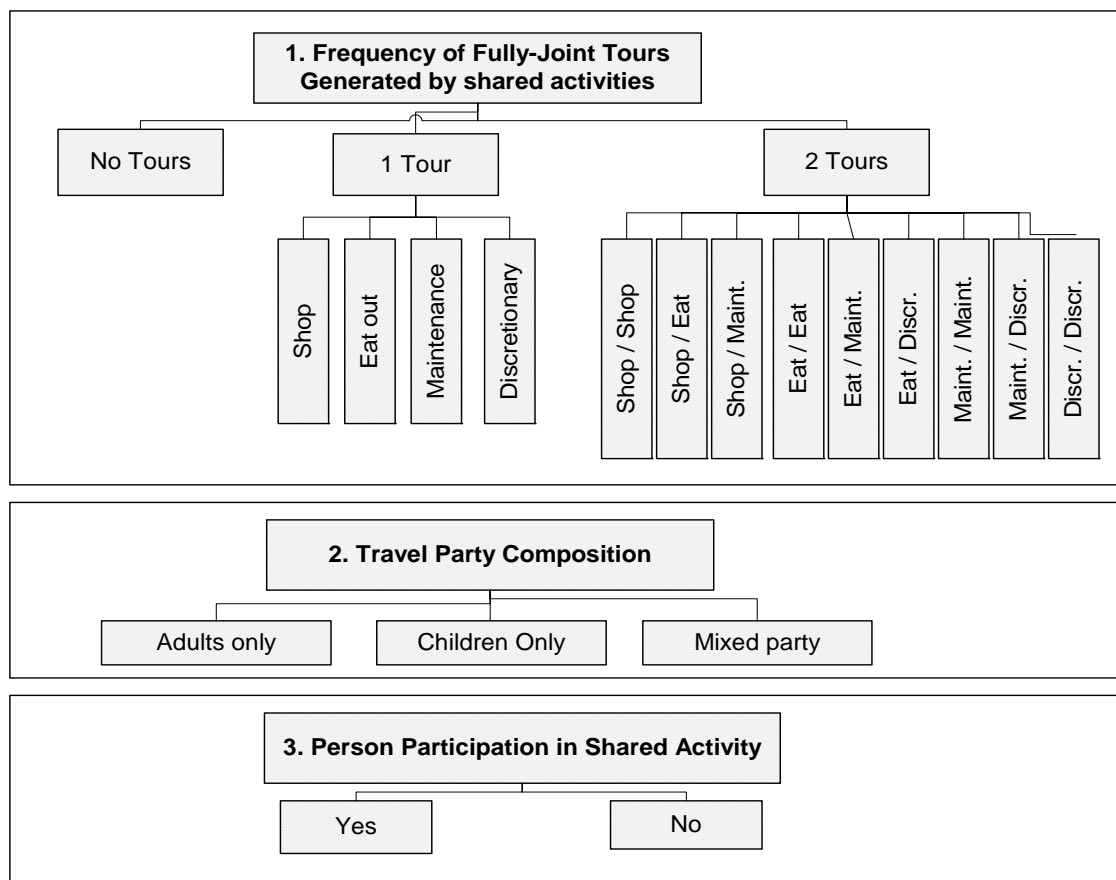 1. Frequency of Fully-Joint Tours
Generated by shared activities
No Tours
1 Tour
2 Tours
Shop
Eat out
Maintenance
Discretionary
Shop / Shop
Shop / Eat
Shop / Maint.
Eat / Eat
Eat / Maint.
Eat / Discr.
Maint. / Maint.
Maint. / Discr.
Discr. / Discr.
2. Travel Party Composition
Adults only
Children Only
Mixed party
3. Person Participation in Shared Activity
Yes
No